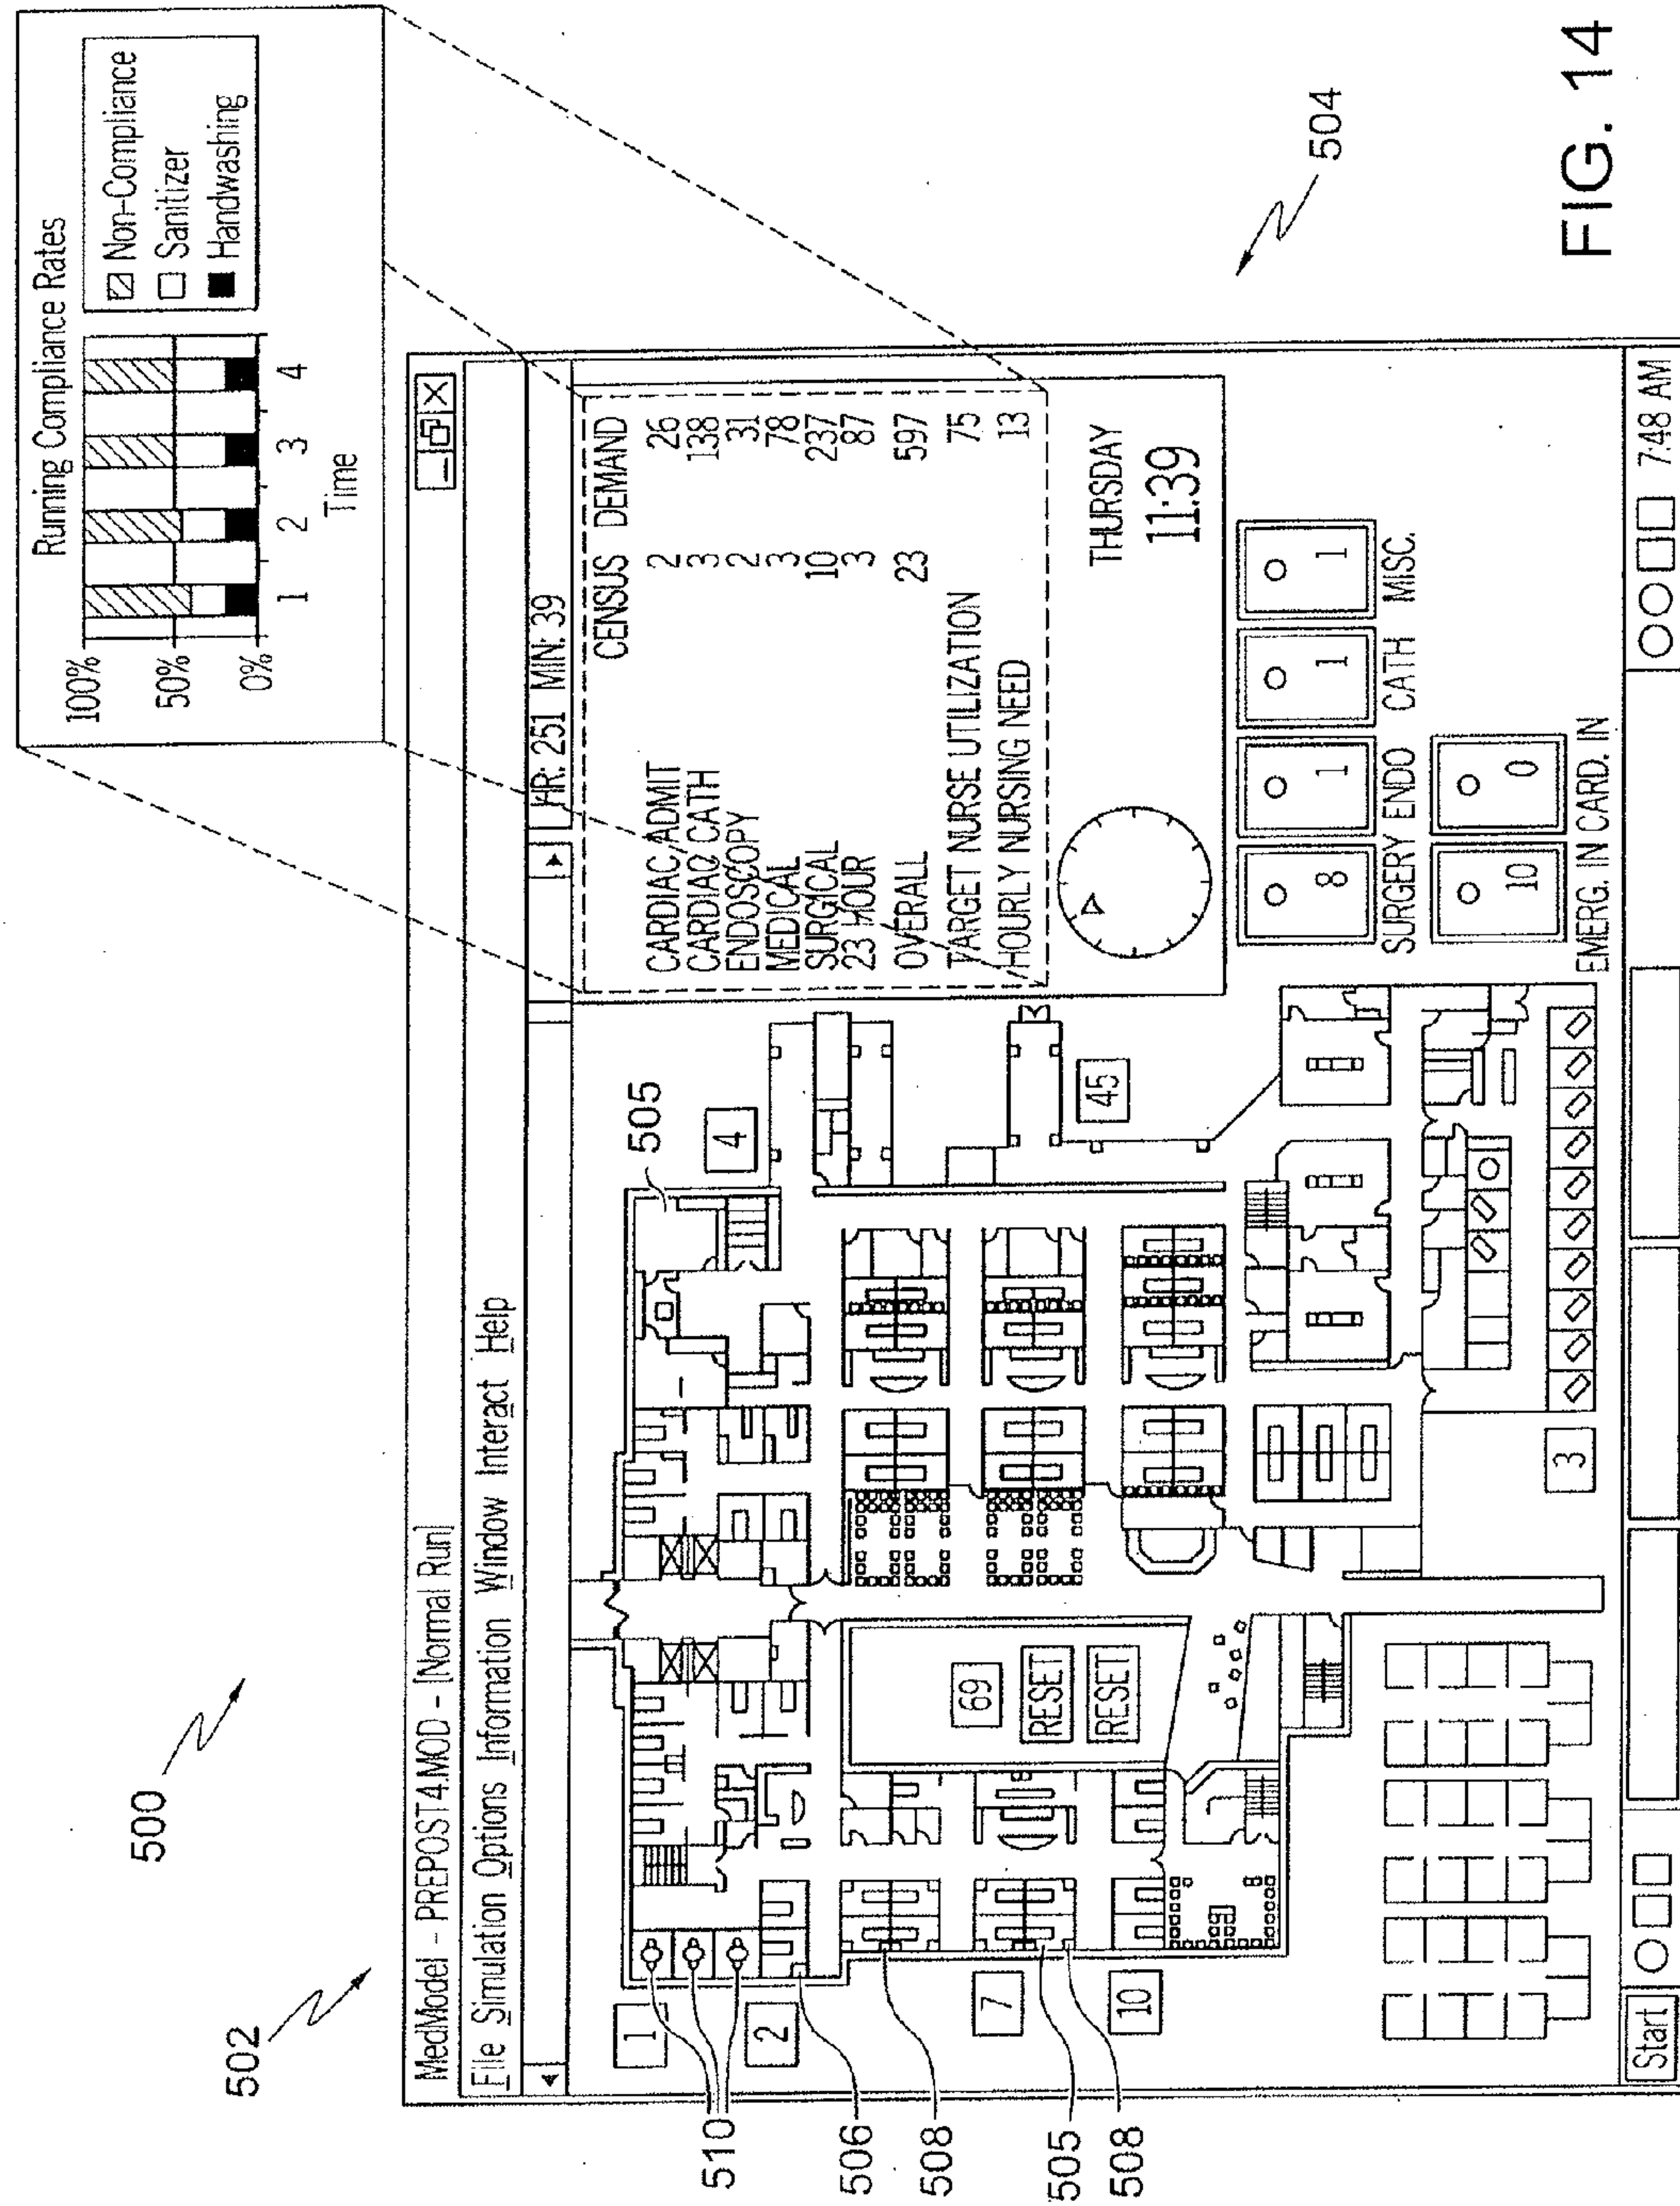 Running Compliance Rates
100%
50%
0%
1 2 3 4
Time
Non-Compliance
Sanitizer
Handwashing
500
502
504
MedModel - PREPOST4.MOD - [Normal Run]
File Simulation Options Information Window Interact Help
HR: 251 MIN: 39
CENSUS DEMAND
CARDIAC ADMIT 2 26
CARDIAC CATH 3 138
ENDOSCOPY 2 31
MEDICAL 3 78
SURGICAL 10 237
23 HOUR 3 87
OVERALL 23 597
TARGET NURSE UTILIZATION 75
HOURLY NURSING NEED 13
THURSDAY
11:39
8 1 1 1
SURGERY ENDO CATH MISC.
10 0
EMERG. IN CARD. IN
1
2
7
10
4
45
3
69
RESET
RESET
505
510
506
508
505
508
Start
7:48 AM
FIG. 14